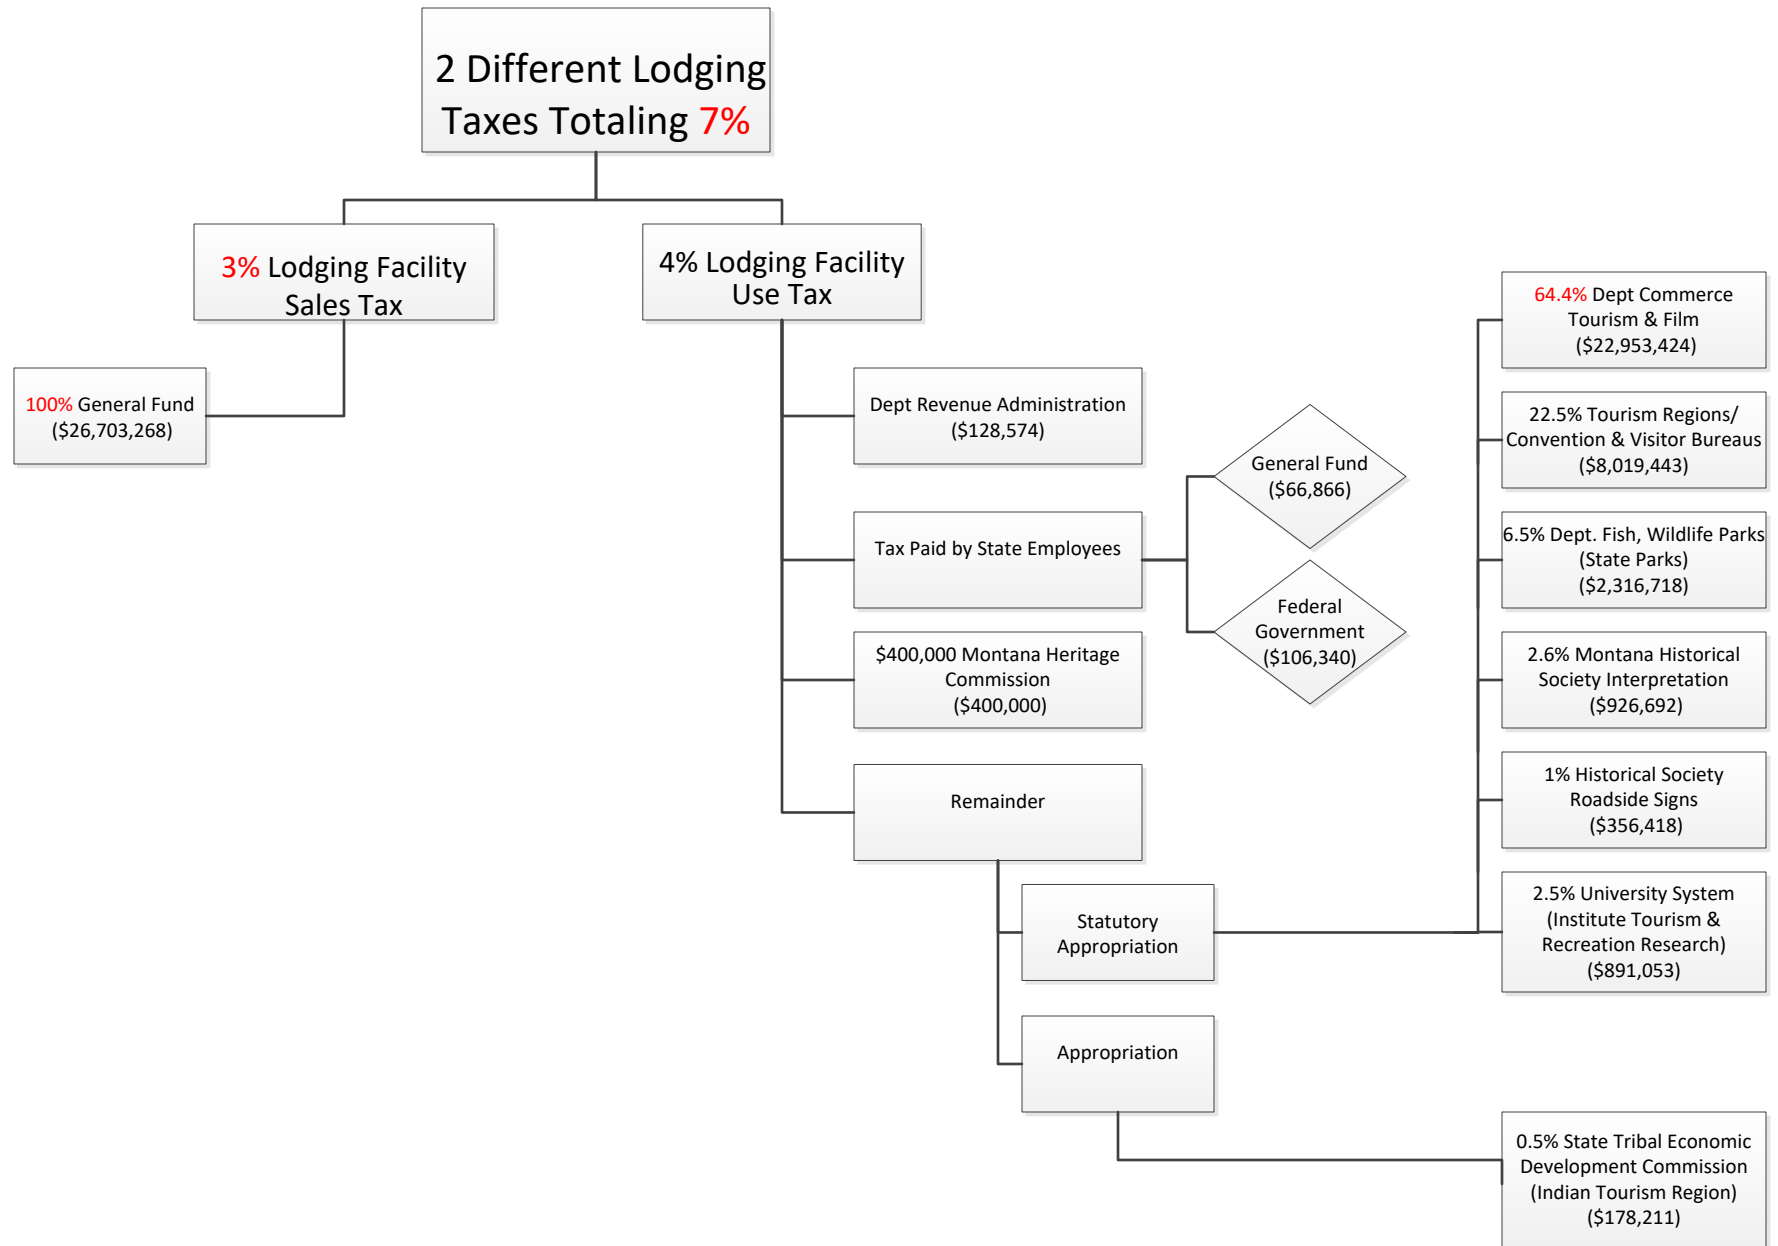 2 Different Lodging
Taxes Totaling 7%
3% Lodging Facility
Sales Tax
4% Lodging Facility
Use Tax
100% General Fund
($26,703,268)
Dept Revenue Administration
($128,574)
Tax Paid by State Employees
General Fund
($66,866)
Federal
Government
($106,340)
$400,000 Montana Heritage
Commission
($400,000)
Remainder
Statutory
Appropriation
Appropriation
64.4% Dept Commerce
Tourism & Film
($22,953,424)
22.5% Tourism Regions/
Convention & Visitor Bureaus
($8,019,443)
6.5% Dept. Fish, Wildlife Parks
(State Parks)
($2,316,718)
2.6% Montana Historical
Society Interpretation
($926,692)
1% Historical Society
Roadside Signs
($356,418)
2.5% University System
(Institute Tourism &
Recreation Research)
($891,053)
0.5% State Tribal Economic
Development Commission
(Indian Tourism Region)
($178,211)